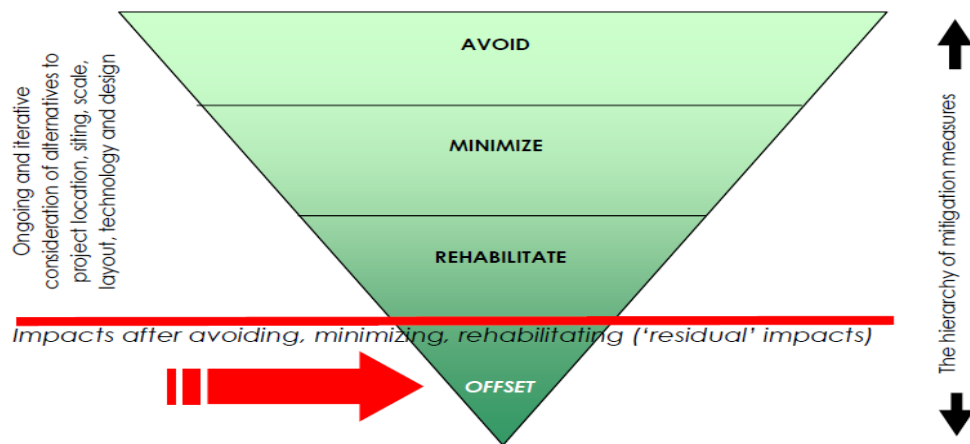 Ongoing and iterative
consideration of alternatives to
project location, siting, scale,
layout, technology and design
AVOID
MINIMIZE
REHABILITATE
Impacts after avoiding, minimizing, rehabilitating (‘residual’ impacts)
OFFSET
The hierarchy of mitigation measures